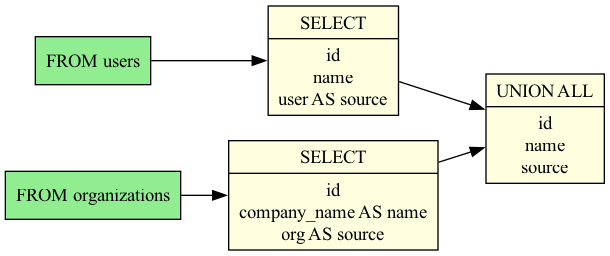 FROM users
SELECT
id
name
user AS source
FROM organizations
SELECT
id
company_name AS name
org AS source
UNION ALL
id
name
source